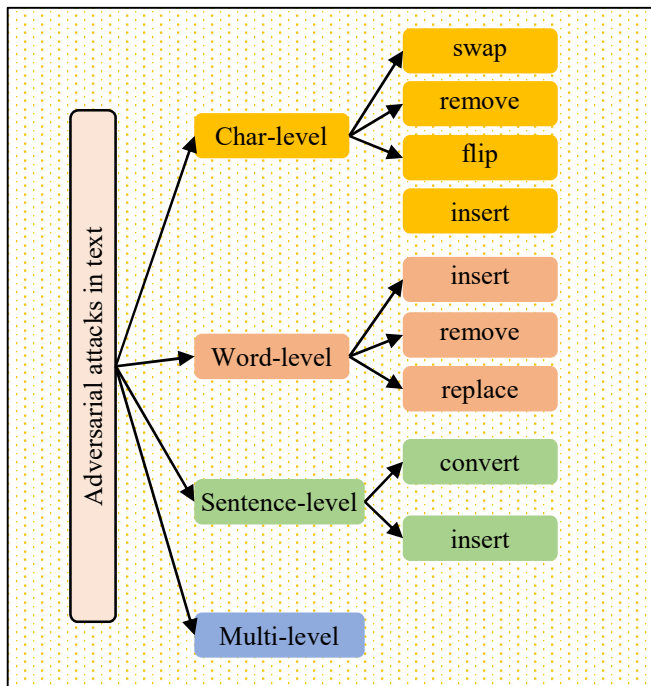 Adversarial attacks in text
Char-level
swap
remove
flip
insert
Word-level
insert
remove
replace
Sentence-level
convert
insert
Multi-level